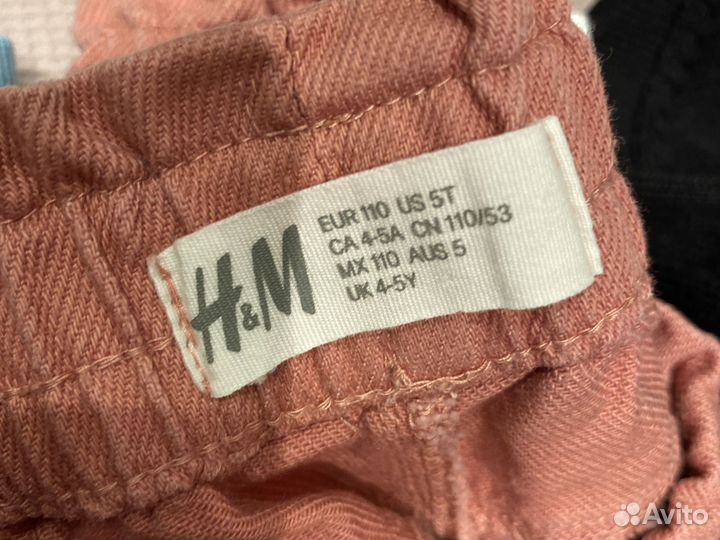 H&M
EUR 110 US 5T
CA 4-5A CN 110/53
MX 110 AUS 5
UK 4-5Y
Avito